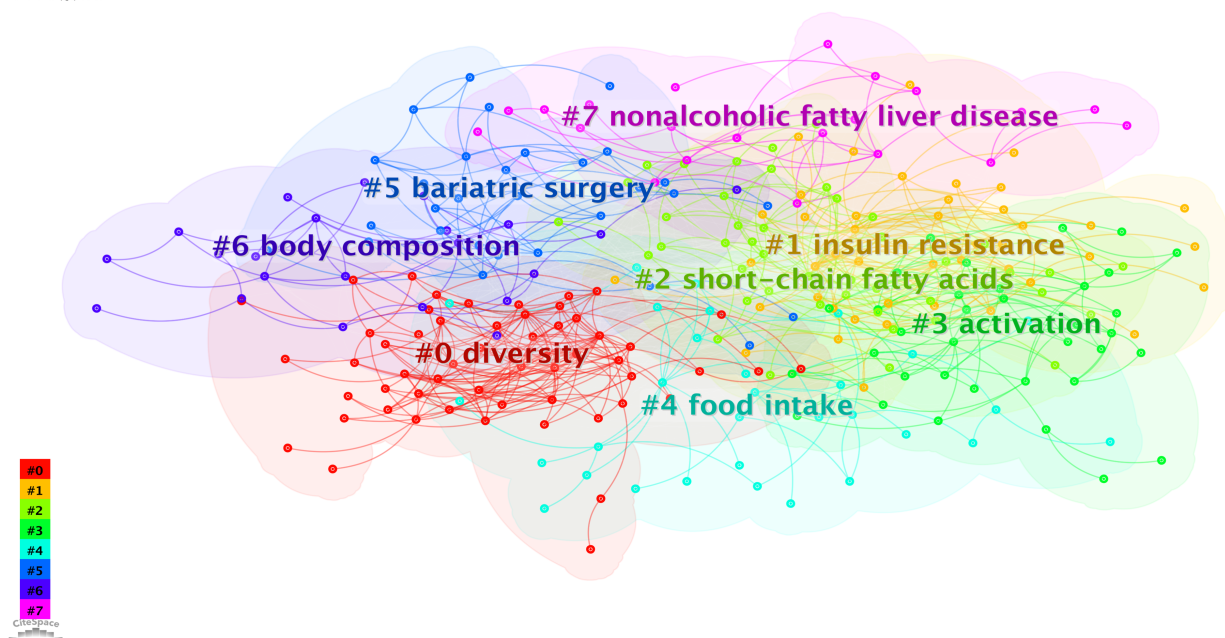 #7 nonalcoholic fatty liver disease
#5 bariatric surgery
#6 body composition
#1 insulin resistance
#2 short-chain fatty acids
#3 activation
#0 diversity
#4 food intake
#0
#1
#2
#3
#4
#5
#6
#7
CiteSpace